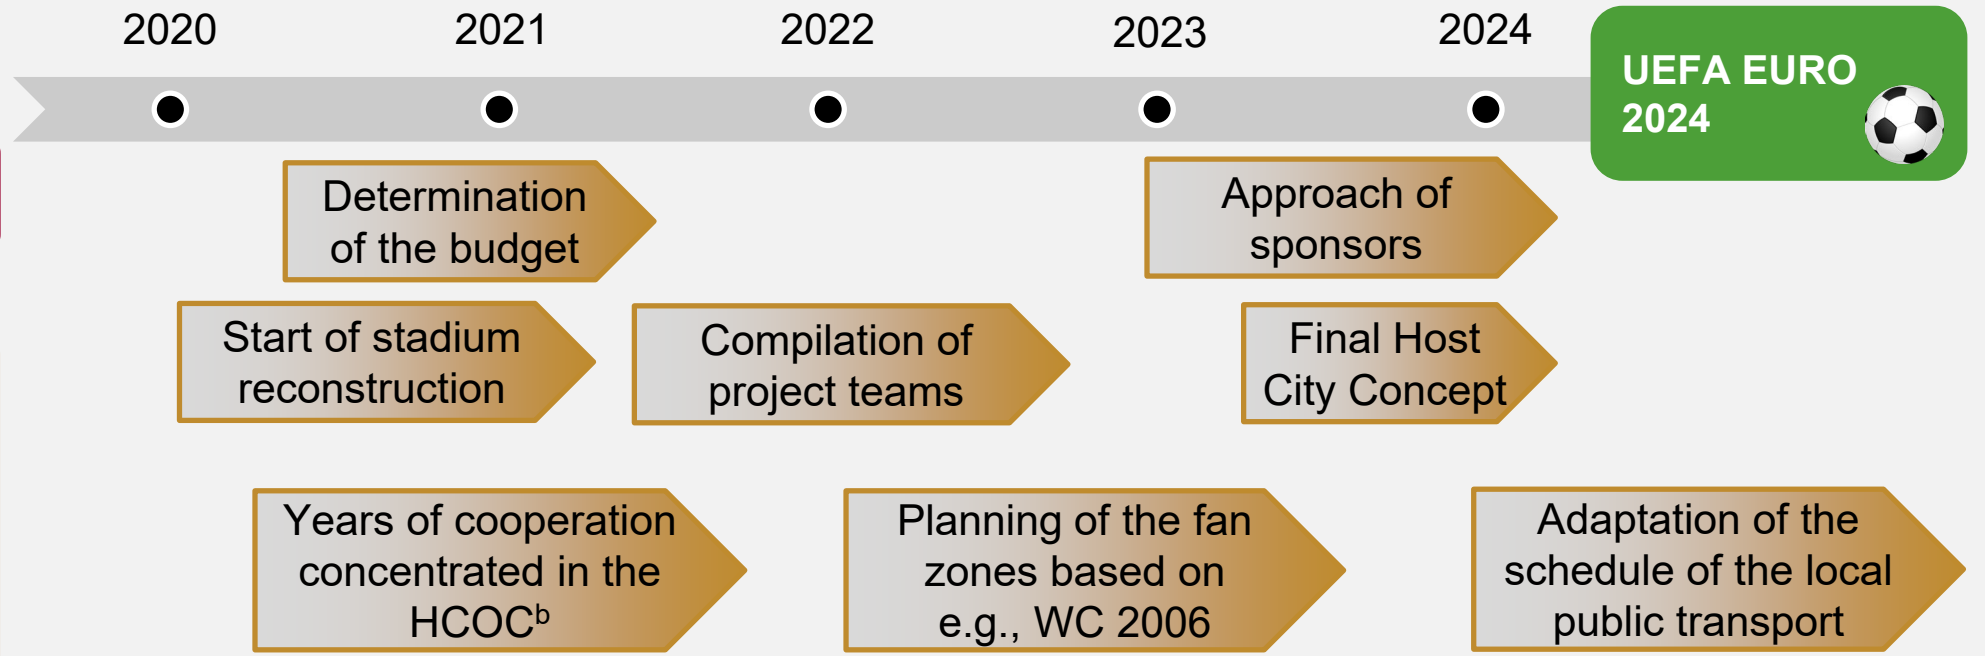 2020
2021
2022
2023
2024
UEFA EURO
2024
Determination
of the budget
Approach of
sponsors
Start of stadium
reconstruction
Compilation of
project teams
Final Host
City Concept
Years of cooperation
concentrated in the
HCOCᵇ
Planning of the fan
zones based on
e.g., WC 2006
Adaptation of the
schedule of the local
public transport